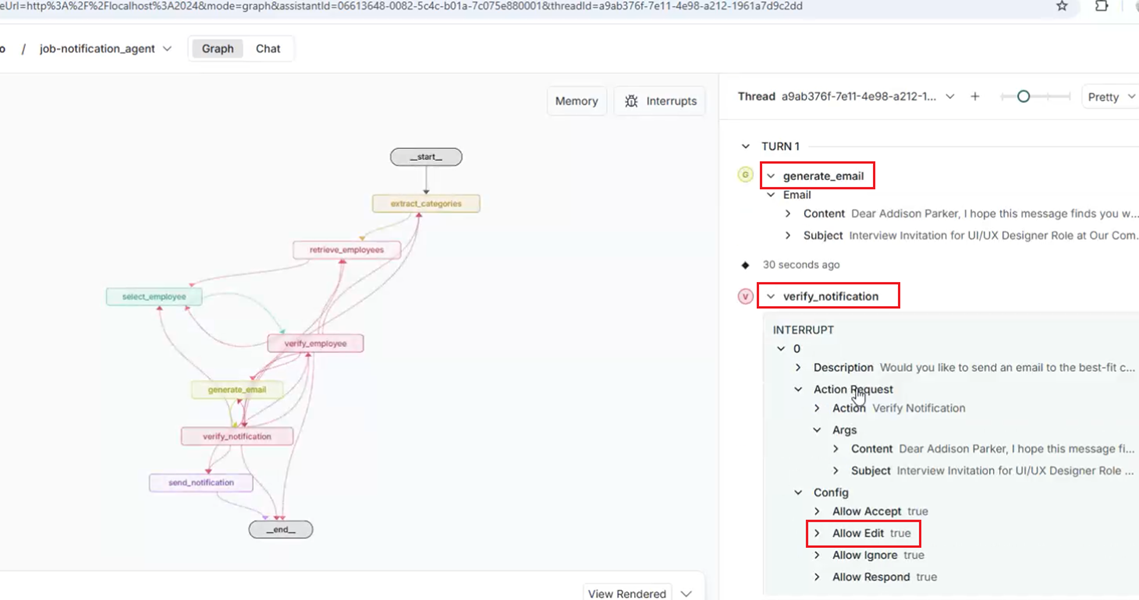 eUrl=http%3A%2F%2Flocalhost%3A2024&mode=graph&assistantId=06613648-0082-5c4c-b01a-7c075e880001&threadId=a9ab376f-7e11-4e98-a212-1961a7d9c2dd
o / job-notification_agent Graph Chat
Memory Interrupts
Thread a9ab376f-7e11-4e98-a212-1... + Pretty
__start__
extract_categories
retrieve_employees
select_employee
verify_employee
generate_email
verify_notification
send_notification
__end__
View Rendered
TURN 1
G generate_email
Email
Content Dear Addison Parker, I hope this message finds you w...
Subject Interview Invitation for UI/UX Designer Role at Our Com...
30 seconds ago
V verify_notification
INTERRUPT
0
Description Would you like to send an email to the best-fit c...
Action Request
Action Verify Notification
Args
Content Dear Addison Parker, I hope this message fi...
Subject Interview Invitation for UI/UX Designer Role ...
Config
Allow Accept true
Allow Edit true
Allow Ignore true
Allow Respond true